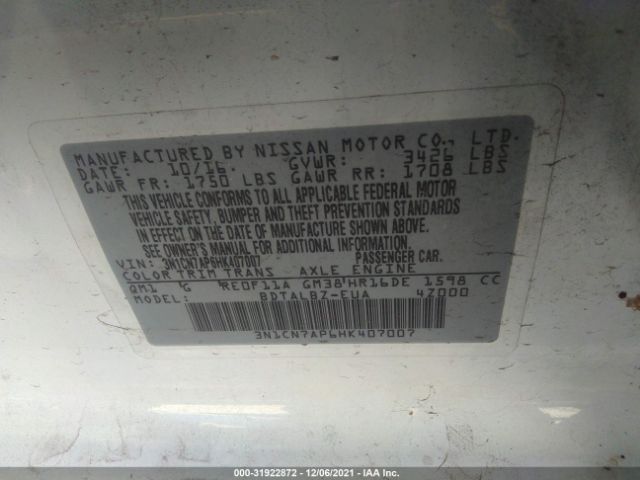 MANUFACTURED BY NISSAN MOTOR CO., LTD.
DATE: 10/16 GVWR: 3426 LBS
GAWR FR: 1750 LBS GAWR RR: 1708 LBS
THIS VEHICLE CONFORMS TO ALL APPLICABLE FEDERAL MOTOR
VEHICLE SAFETY, BUMPER AND THEFT PREVENTION STANDARDS
IN EFFECT ON THE DATE OF MANUFACTURE SHOWN ABOVE.
SEE OWNER'S MANUAL FOR ADDITIONAL INFORMATION
VIN: 3N1CN7AP6HK407007 PASSENGER CAR.
COLOR TRIM TRANS AXLE ENGINE
QM1 G RE0F11A GM38 HR16DE 1598 CC
MODEL: BDTALBZ-EUA 4Z000
3N1CN7AP6HK407007
000-31922872 - 12/06/2021 - IAA Inc.